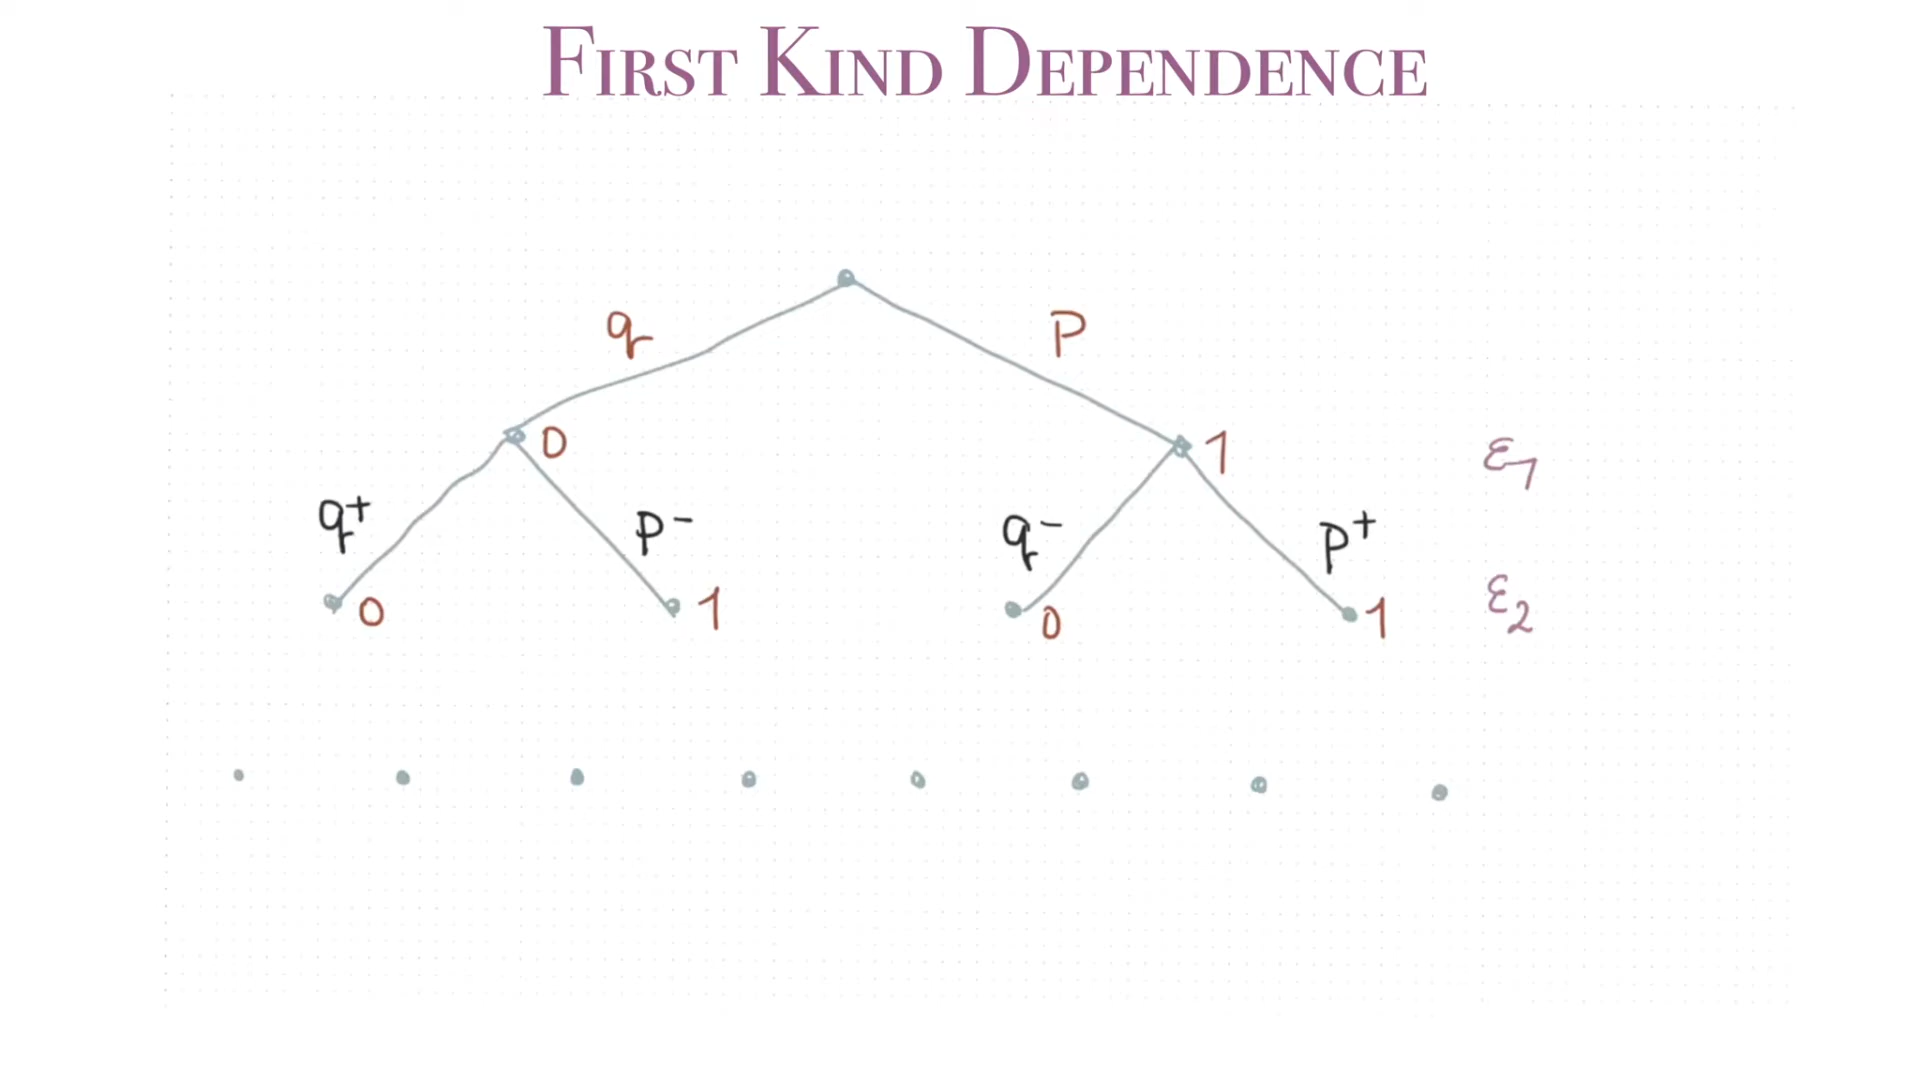 First Kind Dependence
q p
0 1 ε1
q+ p- q- p+
0 1 0 1 ε2